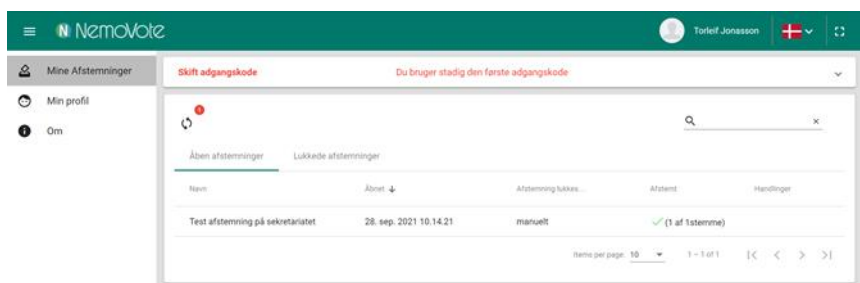 NemoVote
Torleif Jonasson
Mine Afstemninger
Skift adgangskode Du bruger stadig den første adgangskode
Min profil
Om
Åben afstemninger Lukkede afstemninger
Navn Åbnet Afstemning lukkes... Afstemt Handlinger
Test afstemning på sekretariatet 28. sep. 2021 10.14.21 manuelt (1 af 1stemme)
Items per page: 10 1 – 1 of 1